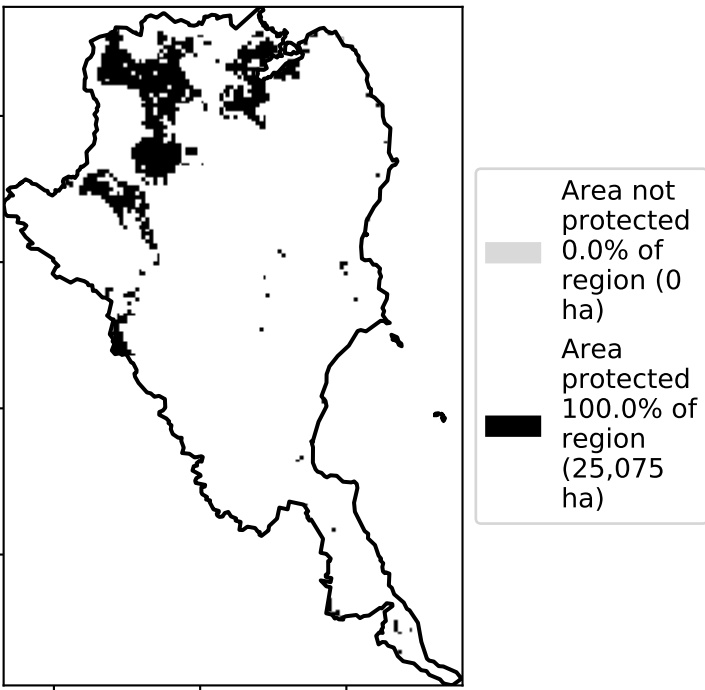 Area not
protected
0.0% of
region (0
ha)
Area
protected
100.0% of
region
(25,075
ha)